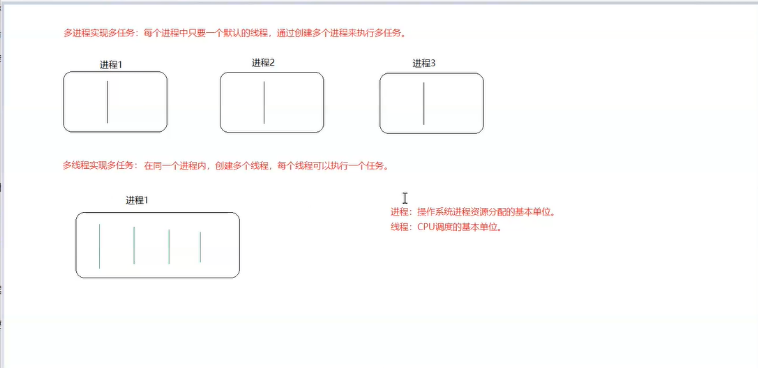 多进程实现多任务：每个进程中只要一个默认的线程，通过创建多个进程来执行多任务。
进程1
进程2
进程3
多线程实现多任务：在同一个进程内，创建多个线程，每个线程可以执行一个任务。
进程1
进程：操作系统进程资源分配的基本单位。
线程：CPU调度的基本单位。